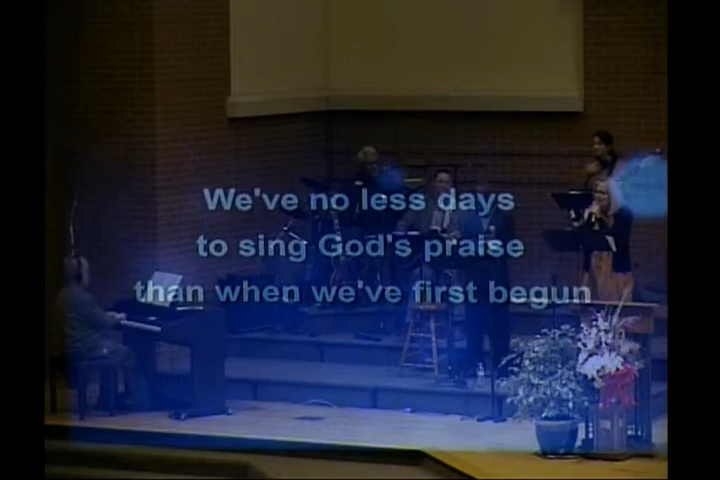 We've no less days
to sing God's praise
than when we've first begun